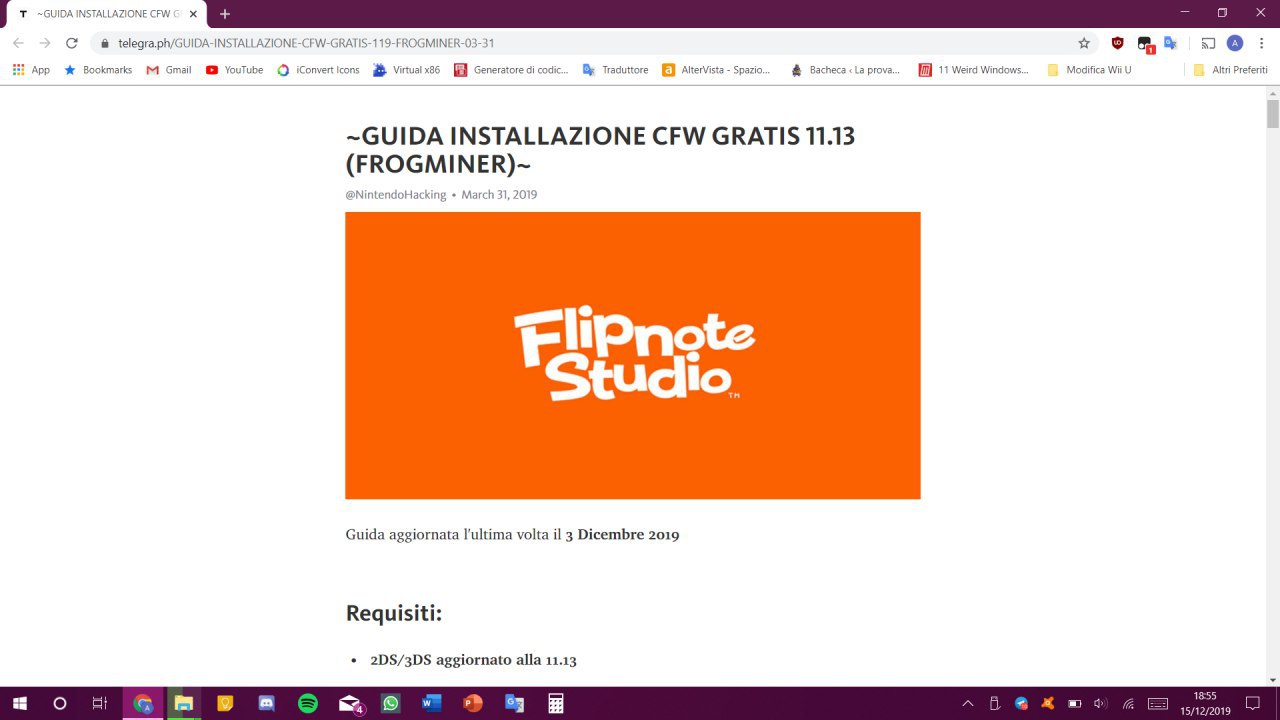 ~GUIDA INSTALLAZIONE CFW G
telegra.ph/GUIDA-INSTALLAZIONE-CFW-GRATIS-119-FROGMINER-03-31
1
A
App
Bookmarks
Gmail
YouTube
iConvert Icons
Virtual x86
Generatore di codic...
Traduttore
AlterVista - Spazio...
Bacheca ‹ La prova...
11 Weird Windows...
Modifica Wii U
Altri Preferiti
~GUIDA INSTALLAZIONE CFW GRATIS 11.13
(FROGMINER)~
@NintendoHacking • March 31, 2019
Flipnote
Studio™
Guida aggiornata l'ultima volta il 3 Dicembre 2019
Requisiti:
• 2DS/3DS aggiornato alla 11.13
4
18:55
15/12/2019